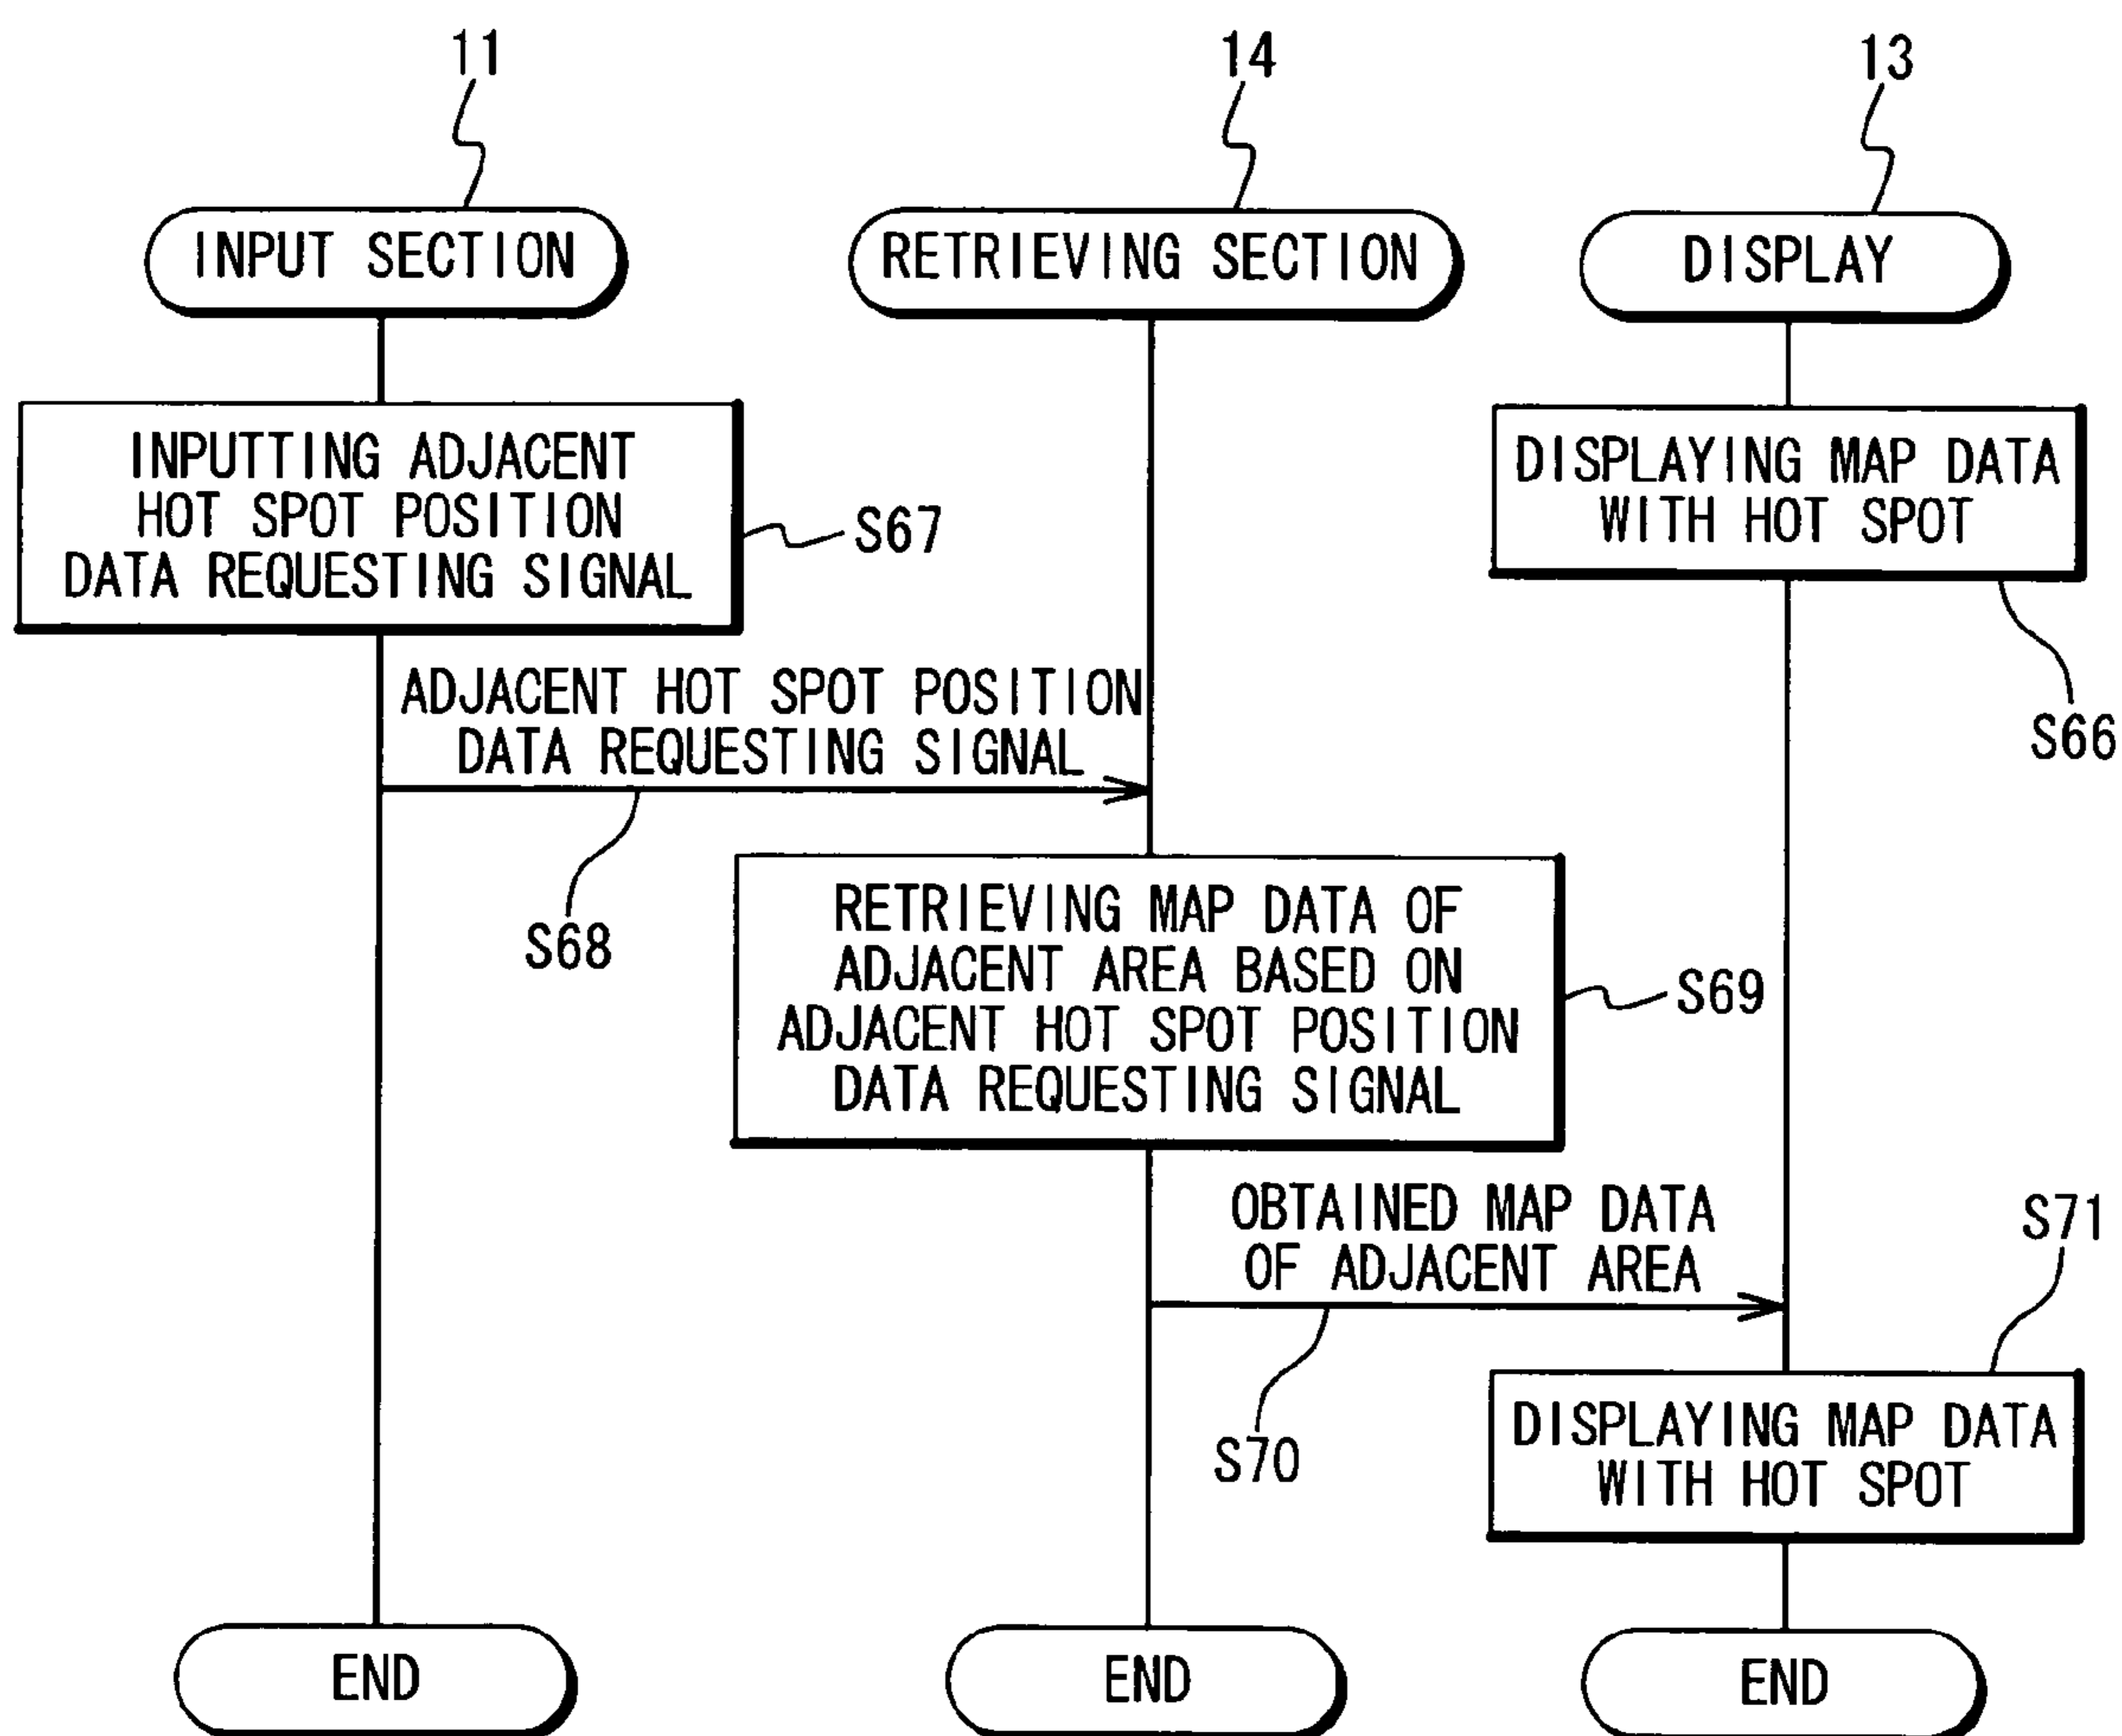 11
14
13
INPUT SECTION
RETRIEVING SECTION
DISPLAY
INPUTTING ADJACENT
HOT SPOT POSITION
DATA REQUESTING SIGNAL
S67
DISPLAYING MAP DATA
WITH HOT SPOT
S66
ADJACENT HOT SPOT POSITION
DATA REQUESTING SIGNAL
S68
RETRIEVING MAP DATA OF
ADJACENT AREA BASED ON
ADJACENT HOT SPOT POSITION
DATA REQUESTING SIGNAL
S69
OBTAINED MAP DATA
OF ADJACENT AREA
S70
S71
DISPLAYING MAP DATA
WITH HOT SPOT
END
END
END